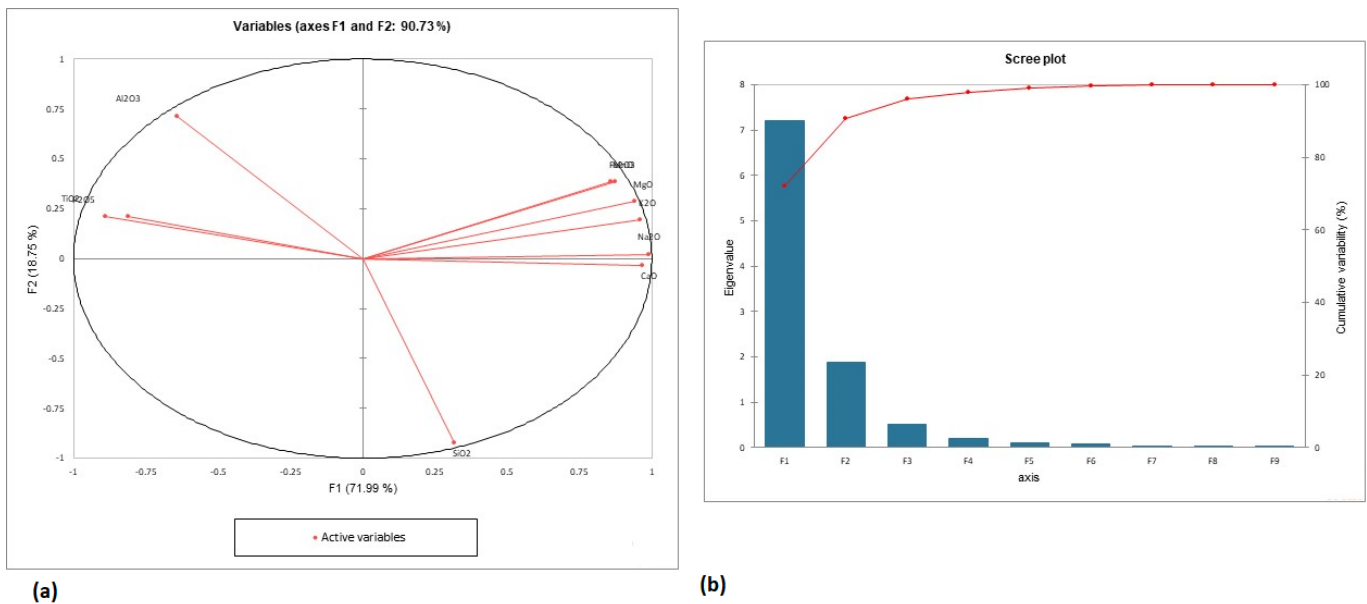 Variables (axes F1 and F2: 90.73 %)
1
0.75
0.5
0.25
0
-0.25
-0.5
-0.75
-1
F2 (18.75 %)
Al2O3
TiO2
P2O5
MgO
K2O
Na2O
CaO
SiO2
-1
-0.75
-0.5
-0.25
0
0.25
0.5
0.75
1
F1 (71.99 %)
Active variables
(a)
Scree plot
8
7
6
5
4
3
2
1
0
Eigenvalue
100
80
60
40
20
0
Cumulative variability (%)
F1
F2
F3
F4
F5
F6
F7
F8
F9
axis
(b)